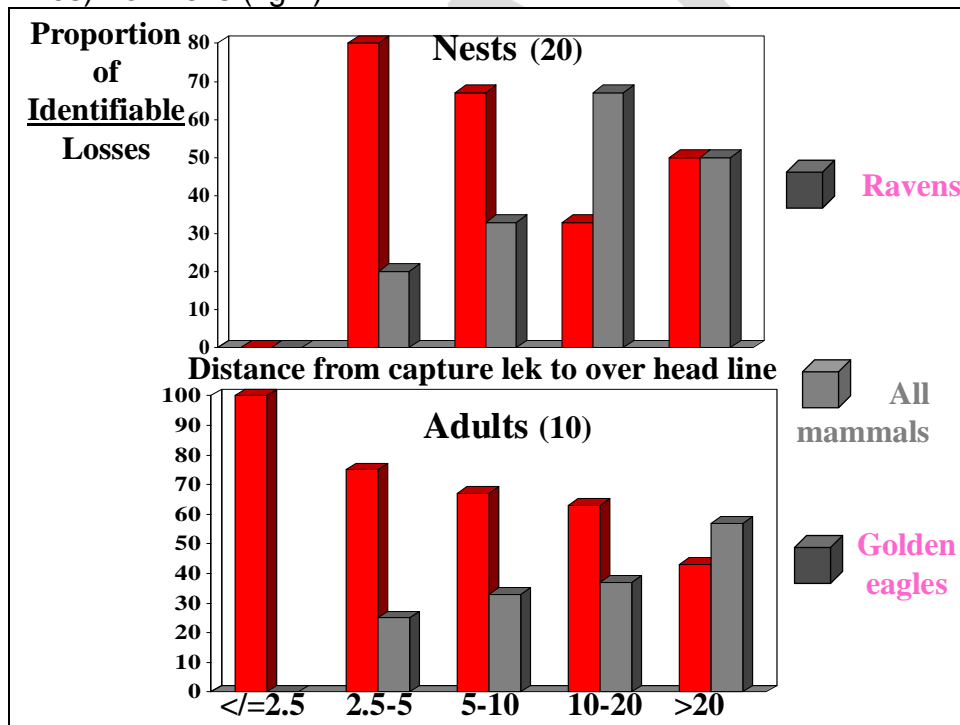 Proportion
of
Identifiable
Losses
Nests (20)
80
70
60
50
40
30
20
10
0
Ravens
Distance from capture lek to over head line
All
mammals
Adults (10)
100
90
80
70
60
50
40
30
20
10
0
Golden
eagles
</=2.5 2.5-5 5-10 10-20 >20